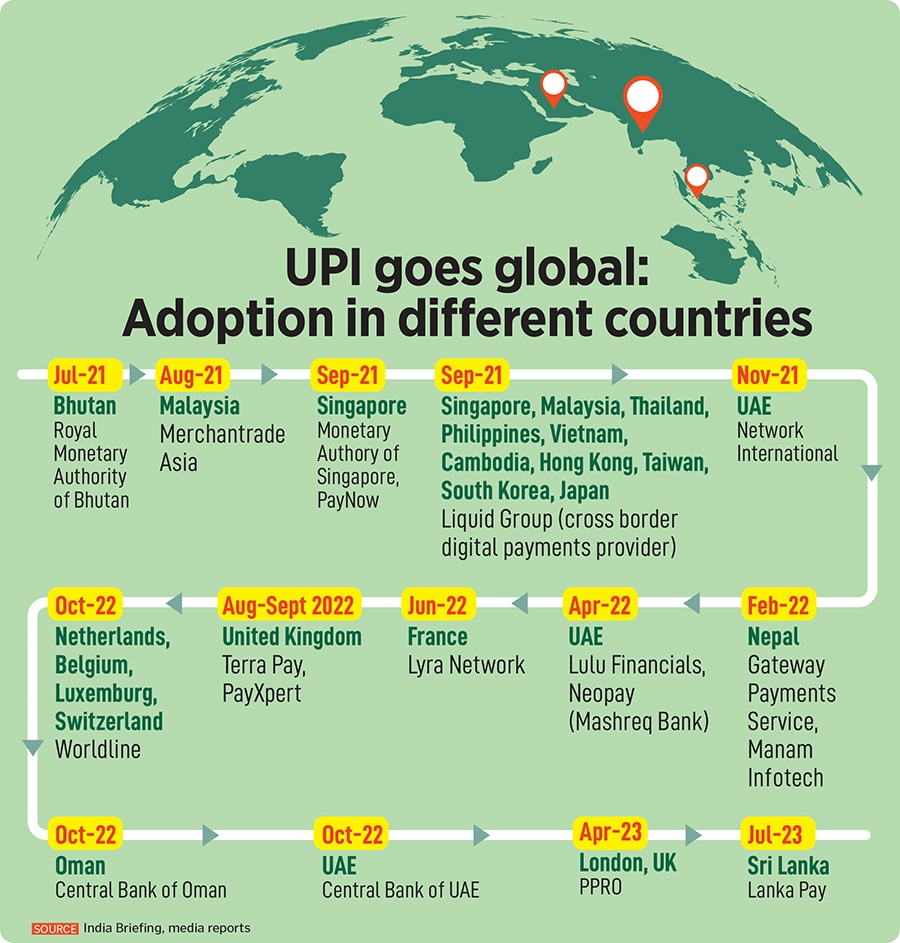 UPI goes global:
Adoption in different countries
Jul-21
Bhutan
Royal
Monetary
Authority
of Bhutan
Aug-21
Malaysia
Merchantrade
Asia
Sep-21
Singapore
Monetary
Authory of
Singapore,
PayNow
Sep-21
Singapore, Malaysia, Thailand,
Philippines, Vietnam,
Cambodia, Hong Kong, Taiwan,
South Korea, Japan
Liquid Group (cross border
digital payments provider)
Nov-21
UAE
Network
International
Feb-22
Nepal
Gateway
Payments
Service,
Manam
Infotech
Apr-22
UAE
Lulu Financials,
Neopay
(Mashreq Bank)
Jun-22
France
Lyra Network
Aug-Sept 2022
United Kingdom
Terra Pay,
PayXpert
Oct-22
Netherlands,
Belgium,
Luxemburg,
Switzerland
Worldline
Oct-22
Oman
Central Bank of Oman
Oct-22
UAE
Central Bank of UAE
Apr-23
London, UK
PPRO
Jul-23
Sri Lanka
Lanka Pay
SOURCE India Briefing, media reports